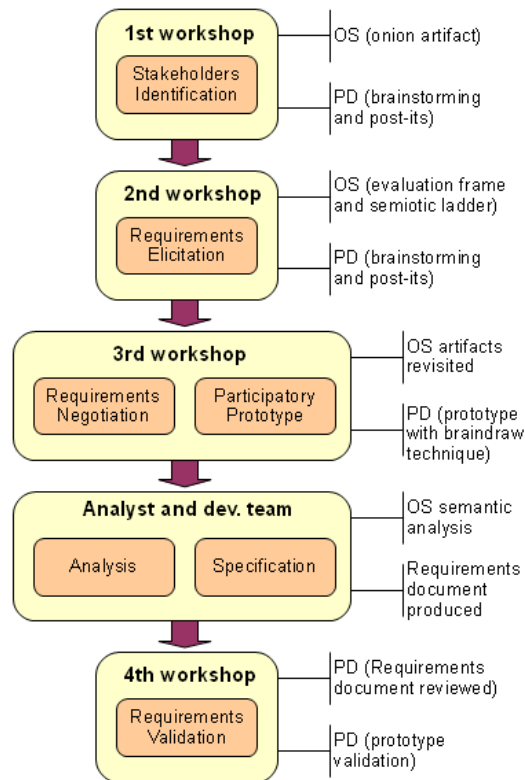 1st workshop
Stakeholders
Identification
OS (onion artifact)
PD (brainstorming
and post-its)
2nd workshop
Requirements
Elicitation
OS (evaluation frame
and semiotic ladder)
PD (brainstorming
and post-its)
3rd workshop
Requirements
Negotiation
Participatory
Prototype
OS artifacts
revisited
PD (prototype
with braindraw
technique)
Analyst and dev. team
Analysis
Specification
OS semantic
analysis
Requirements
document
produced
4th workshop
Requirements
Validation
PD (Requirements
document reviewed)
PD (prototype
validation)